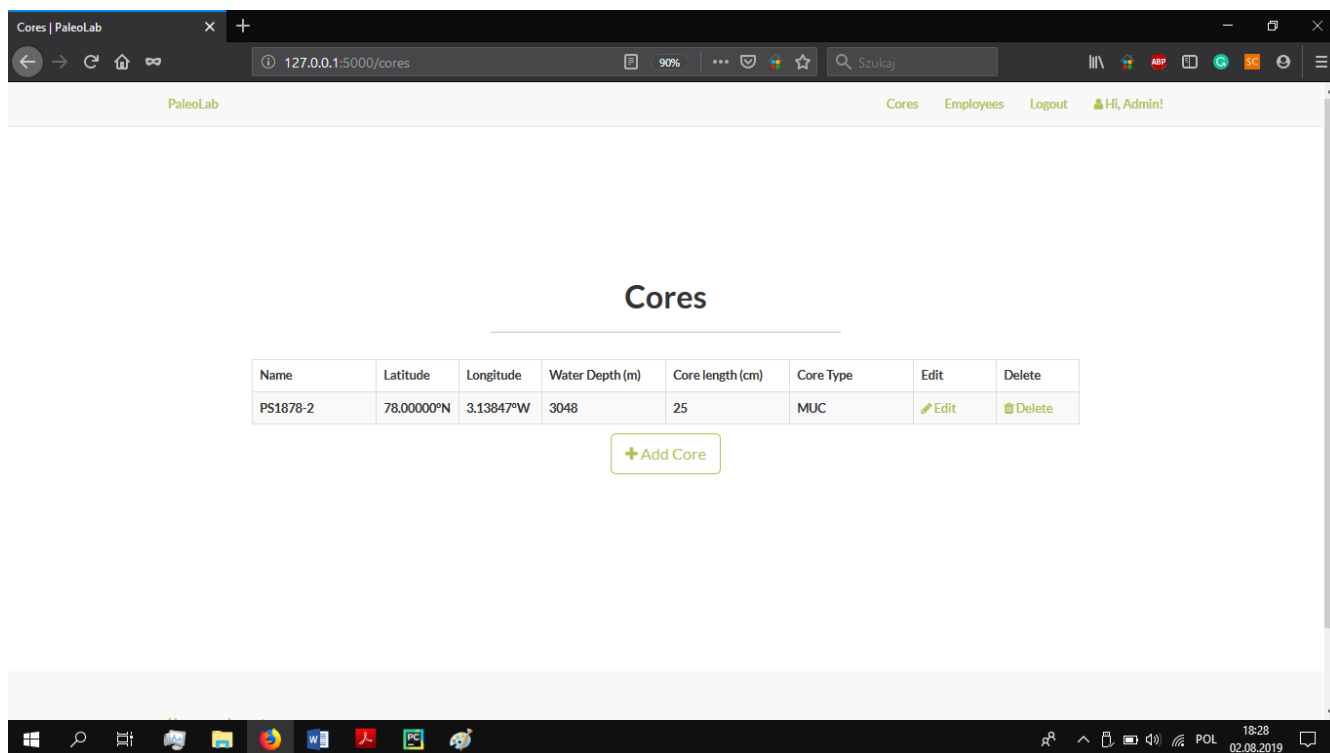 Cores | PaleoLab
127.0.0.1:5000/cores
90%
Szukaj
ABP
SC
PaleoLab
Cores Employees Logout Hi, Admin!
Cores
Name Latitude Longitude Water Depth (m) Core length (cm) Core Type Edit Delete
PS1878-2 78.00000°N 3.13847°W 3048 25 MUC Edit Delete
Add Core
POL
18:28
02.08.2019